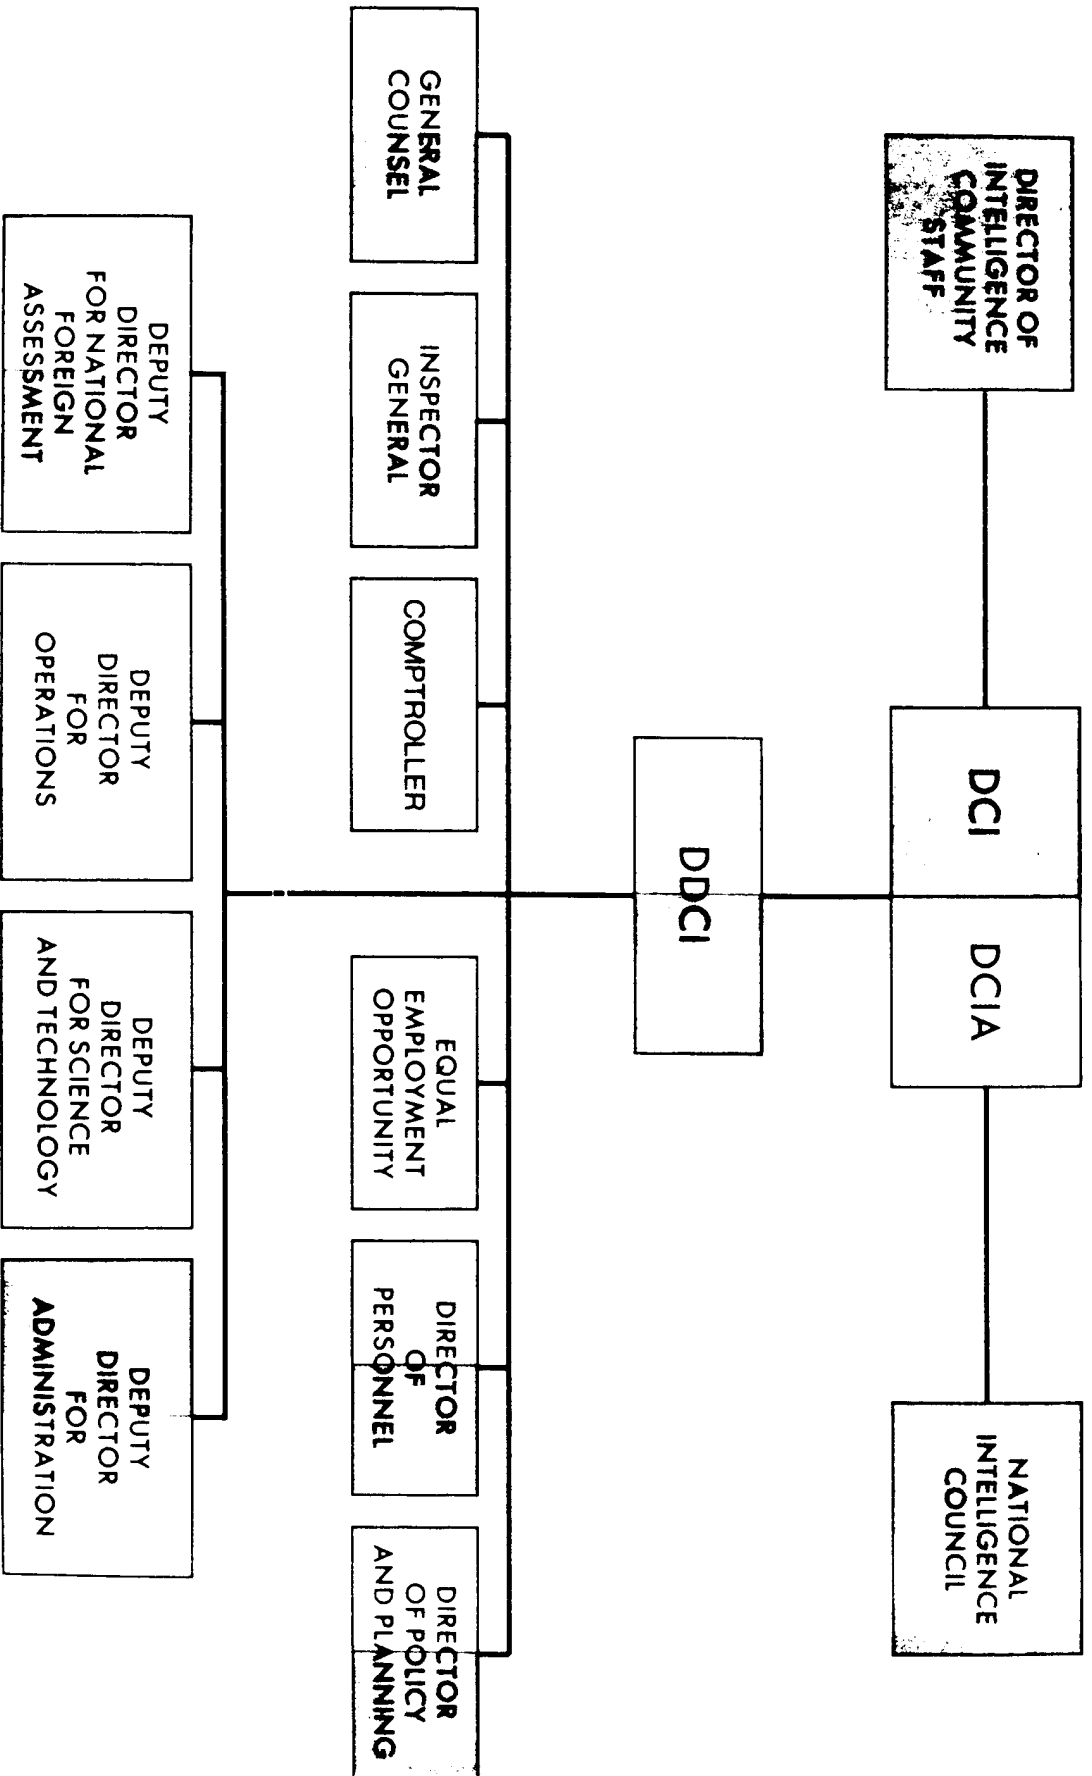 DIRECTOR OF
INTELLIGENCE
COMMUNITY
STAFF
DCI
DCIA
NATIONAL
INTELLIGENCE
COUNCIL
DDCI
GENERAL
COUNSEL
INSPECTOR
GENERAL
COMPTROLLER
EQUAL
EMPLOYMENT
OPPORTUNITY
DIRECTOR
OF
PERSONNEL
DIRECTOR
OF POLICY
AND PLANNING
DEPUTY
DIRECTOR
FOR NATIONAL
FOREIGN
ASSESSMENT
DEPUTY
DIRECTOR
FOR
OPERATIONS
DEPUTY
DIRECTOR
FOR SCIENCE
AND TECHNOLOGY
DEPUTY
DIRECTOR
FOR
ADMINISTRATION